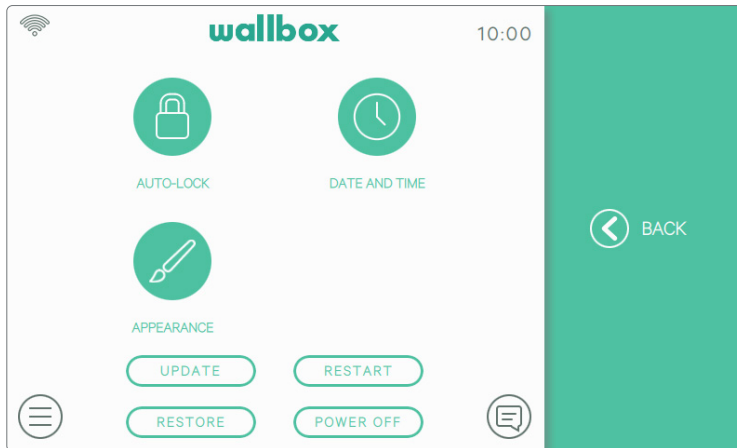 wallbox
10:00
AUTO-LOCK
DATE AND TIME
BACK
APPEARANCE
UPDATE
RESTART
RESTORE
POWER OFF